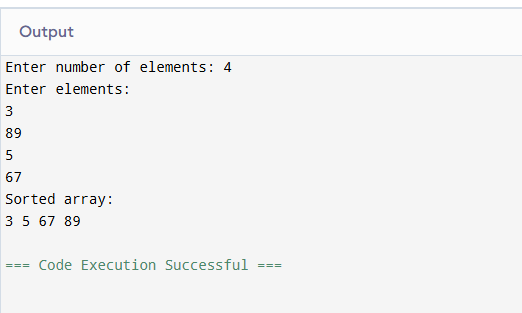 Output
Enter number of elements: 4
Enter elements:
3
89
5
67
Sorted array:
3 5 67 89
=== Code Execution Successful ===